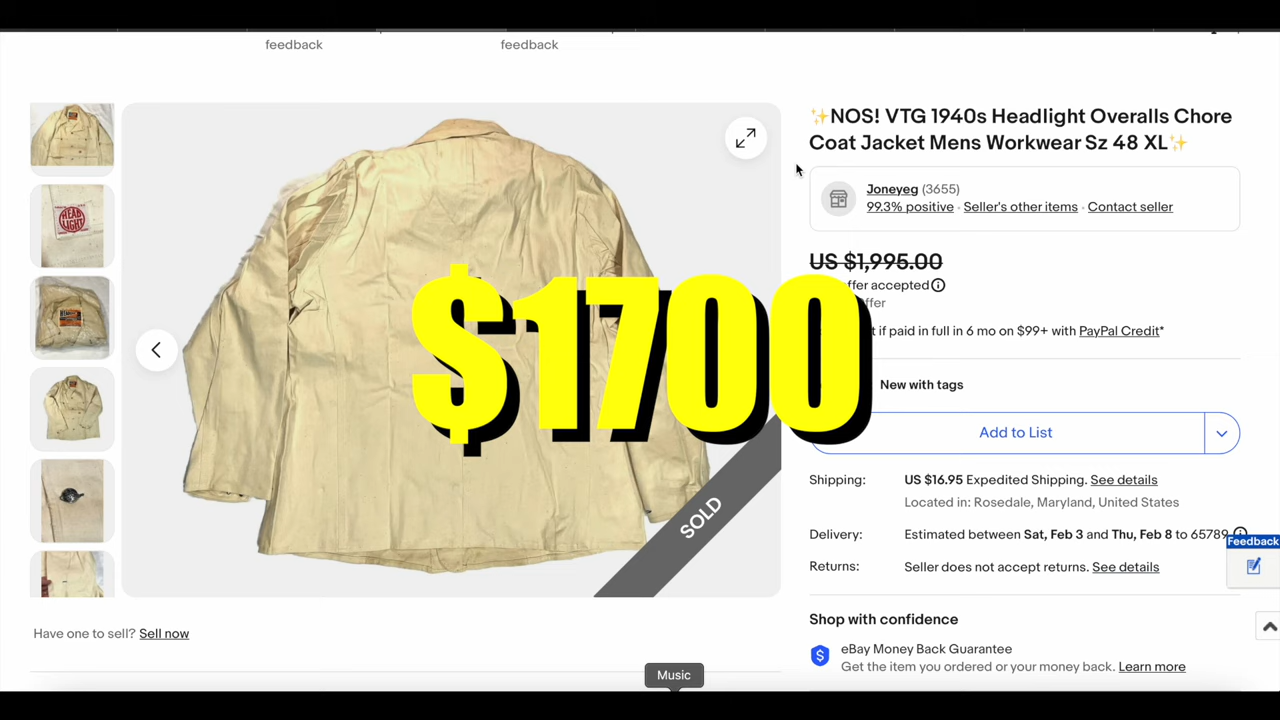 feedback
feedback
✨NOS! VTG 1940s Headlight Overalls Chore
Coat Jacket Mens Workwear Sz 48 XL✨
Joneyeg (3655)
99.3% positive · Seller's other items · Contact seller
US $1,995.00
offer accepted
offer
if paid in full in 6 mo on $99+ with PayPal Credit*
$1700
New with tags
Add to List
Shipping: US $16.95 Expedited Shipping. See details
Located in: Rosedale, Maryland, United States
Delivery: Estimated between Sat, Feb 3 and Thu, Feb 8 to 65789
Returns: Seller does not accept returns. See details
Feedback
Shop with confidence
eBay Money Back Guarantee
Get the item you ordered or your money back. Learn more
HEAD
LIGHT
SOLD
Have one to sell? Sell now
Music